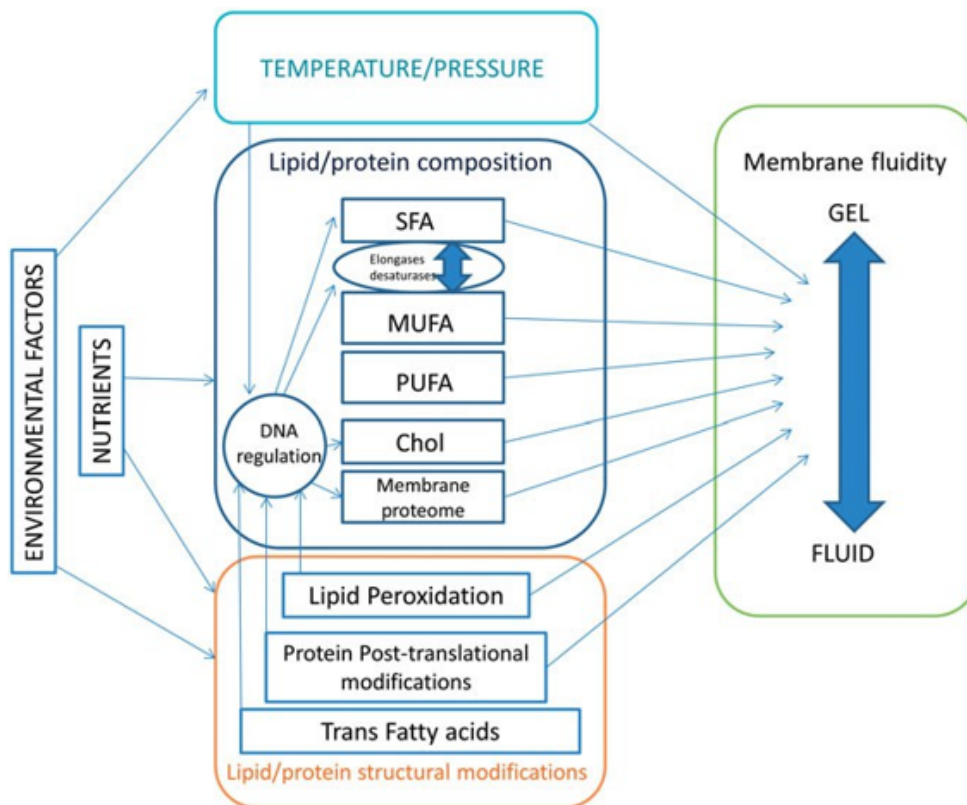 TEMPERATURE/PRESSURE
Lipid/protein composition
SFA
Elongases
desaturases
MUFA
PUFA
DNA
regulation
Chol
Membrane
proteome
ENVIRONMENTAL FACTORS
NUTRIENTS
Lipid Peroxidation
Protein Post-translational
modifications
Trans Fatty acids
Lipid/protein structural modifications
Membrane fluidity
GEL
FLUID